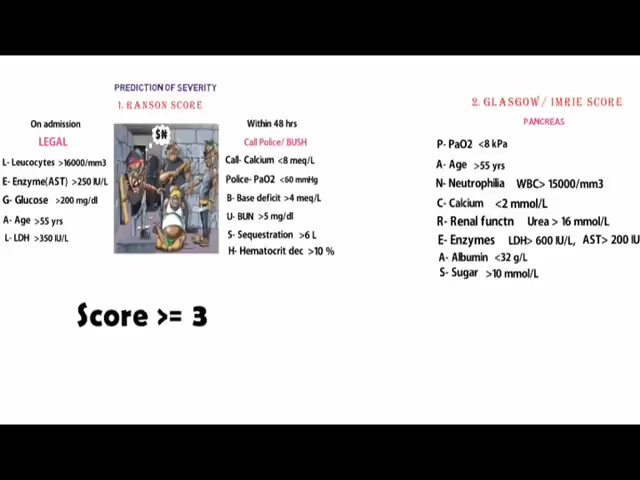 PREDICTION OF SEVERITY
1. RANSON SCORE
On admission
LEGAL
L- Leucocytes >16000/mm3
E- Enzyme(AST) >250 IU/L
G- Glucose >200 mg/dl
A- Age >55 yrs
L- LDH >350 IU/L
$N
Within 48 hrs
Call Police/ BUSH
Call- Calcium <8 meq/L
Police- PaO2 <60 mmHg
B- Base deficit >4 meq/L
U- BUN >5 mg/dl
S- Sequestration >6 L
H- Hematocrit dec >10 %
Score >= 3
2. GLASGOW/ IMRIE SCORE
PANCREAS
P- PaO2 <8 kPa
A- Age >55 yrs
N- Neutrophilia WBC> 15000/mm3
C- Calcium <2 mmol/L
R- Renal functn Urea > 16 mmol/L
E- Enzymes LDH> 600 IU/L, AST> 200 IU
A- Albumin <32 g/L
S- Sugar >10 mmol/L